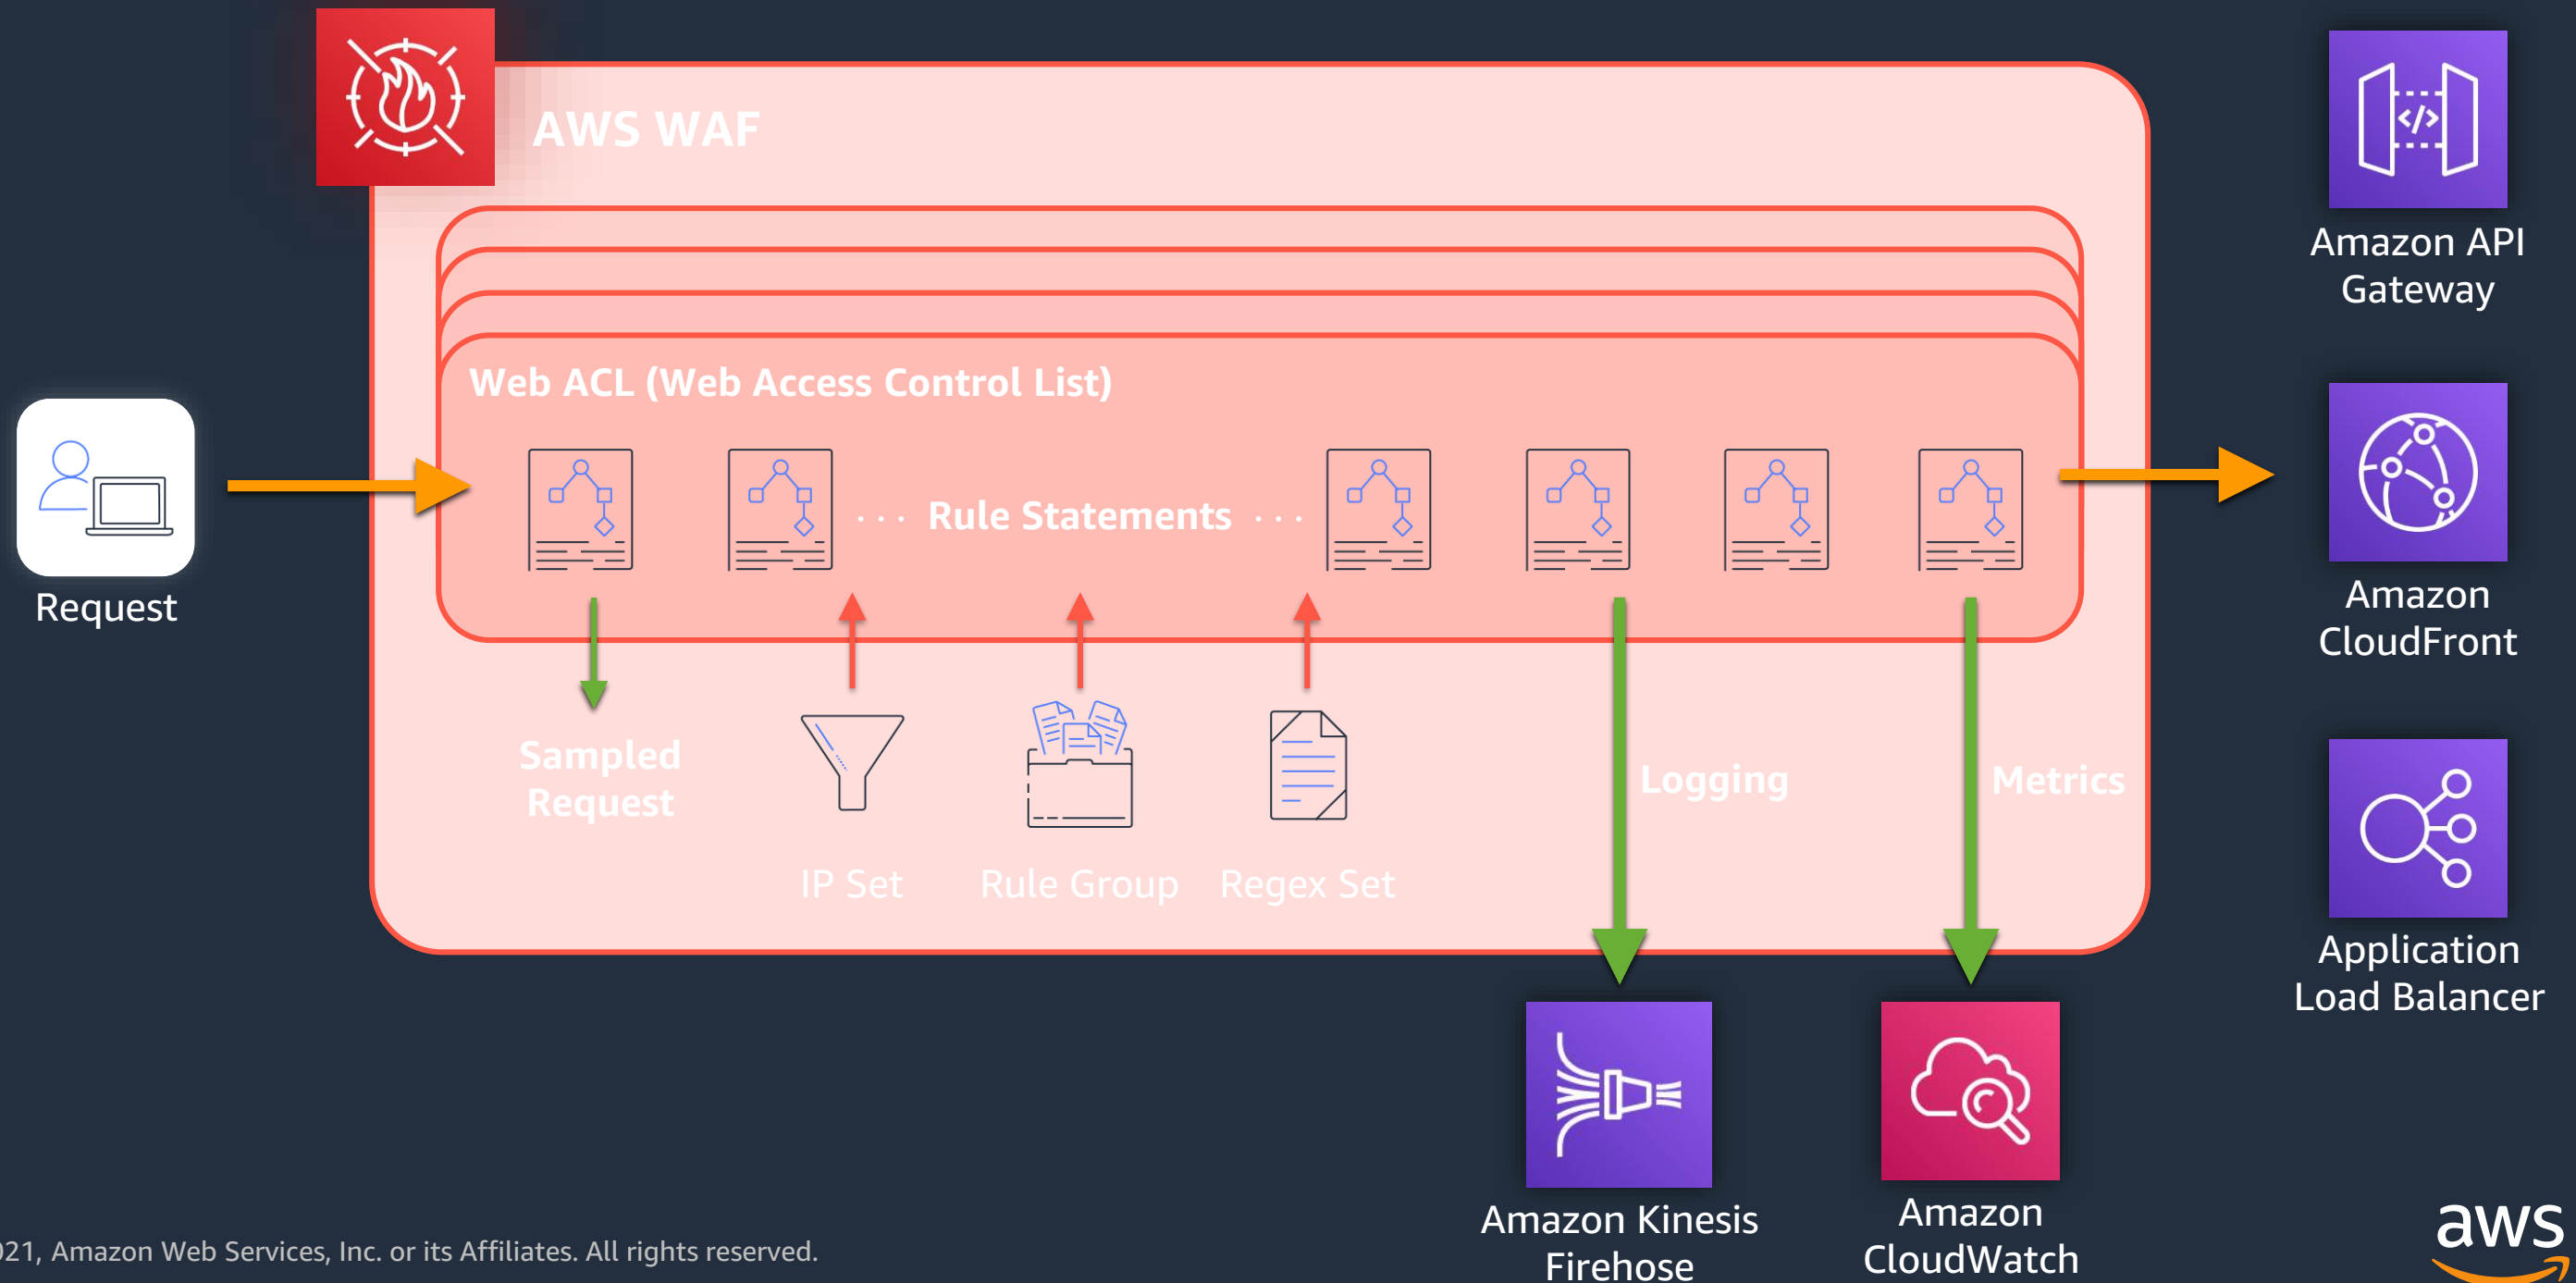 AWS WAF
Amazon API
Gateway
Web ACL (Web Access Control List)
· · · Rule Statements · · ·
Request
Amazon
CloudFront
Sampled
Request
Logging
Metrics
IP Set
Rule Group
Regex Set
Application
Load Balancer
Amazon Kinesis
Firehose
Amazon
CloudWatch
021, Amazon Web Services, Inc. or its Affiliates. All rights reserved.
aws